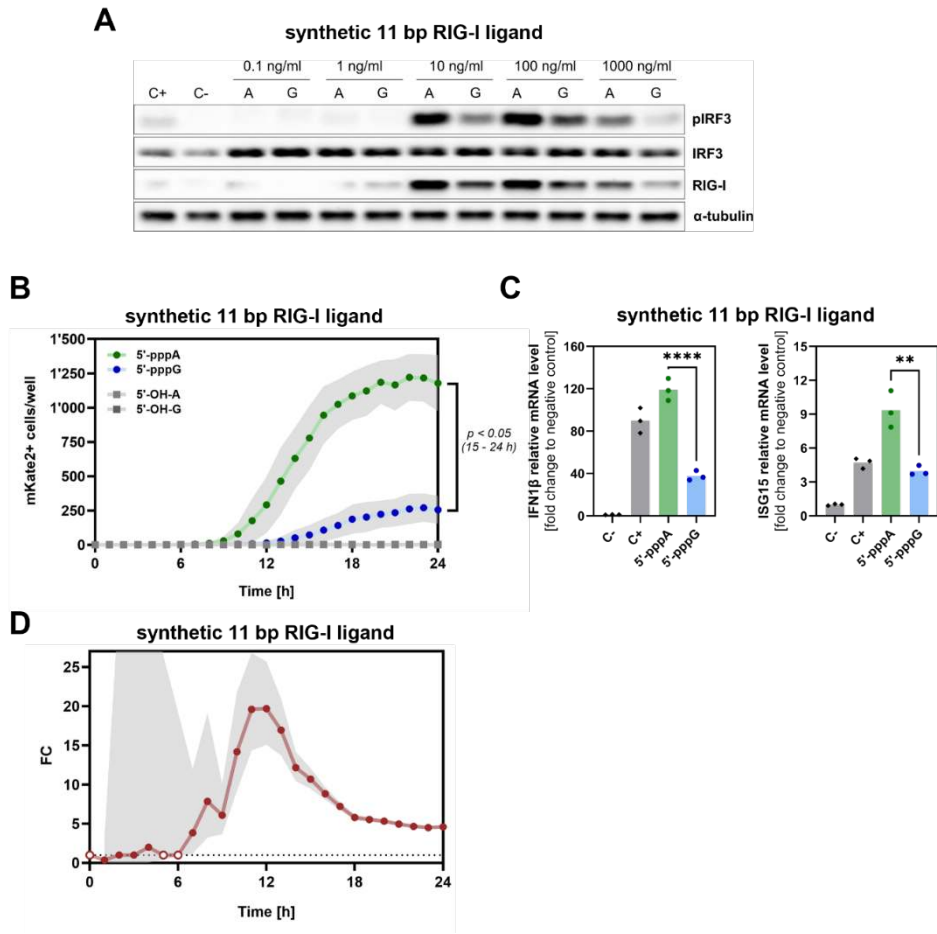 A
synthetic 11 bp RIG-I ligand
0.1 ng/ml 1 ng/ml 10 ng/ml 100 ng/ml 1000 ng/ml
C+ C- A G A G A G A G A G
pIRF3
IRF3
RIG-I
α-tubulin
B
synthetic 11 bp RIG-I ligand
mKate2+ cells/well
1'500
1'250
1'000
750
500
250
0
5'-pppA
5'-pppG
5'-OH-A
5'-OH-G
p < 0.05
(15 - 24 h)
0 6 12 18 24
Time [h]
C
synthetic 11 bp RIG-I ligand
IFN1β relative mRNA level
[fold change to negative control]
160
120
80
40
0
****
C- C+ 5'-pppA 5'-pppG
ISG15 relative mRNA level
[fold change to negative control]
15
12
9
6
3
0
**
C- C+ 5'-pppA 5'-pppG
D
synthetic 11 bp RIG-I ligand
FC
25
20
15
10
5
0
0 6 12 18 24
Time [h]